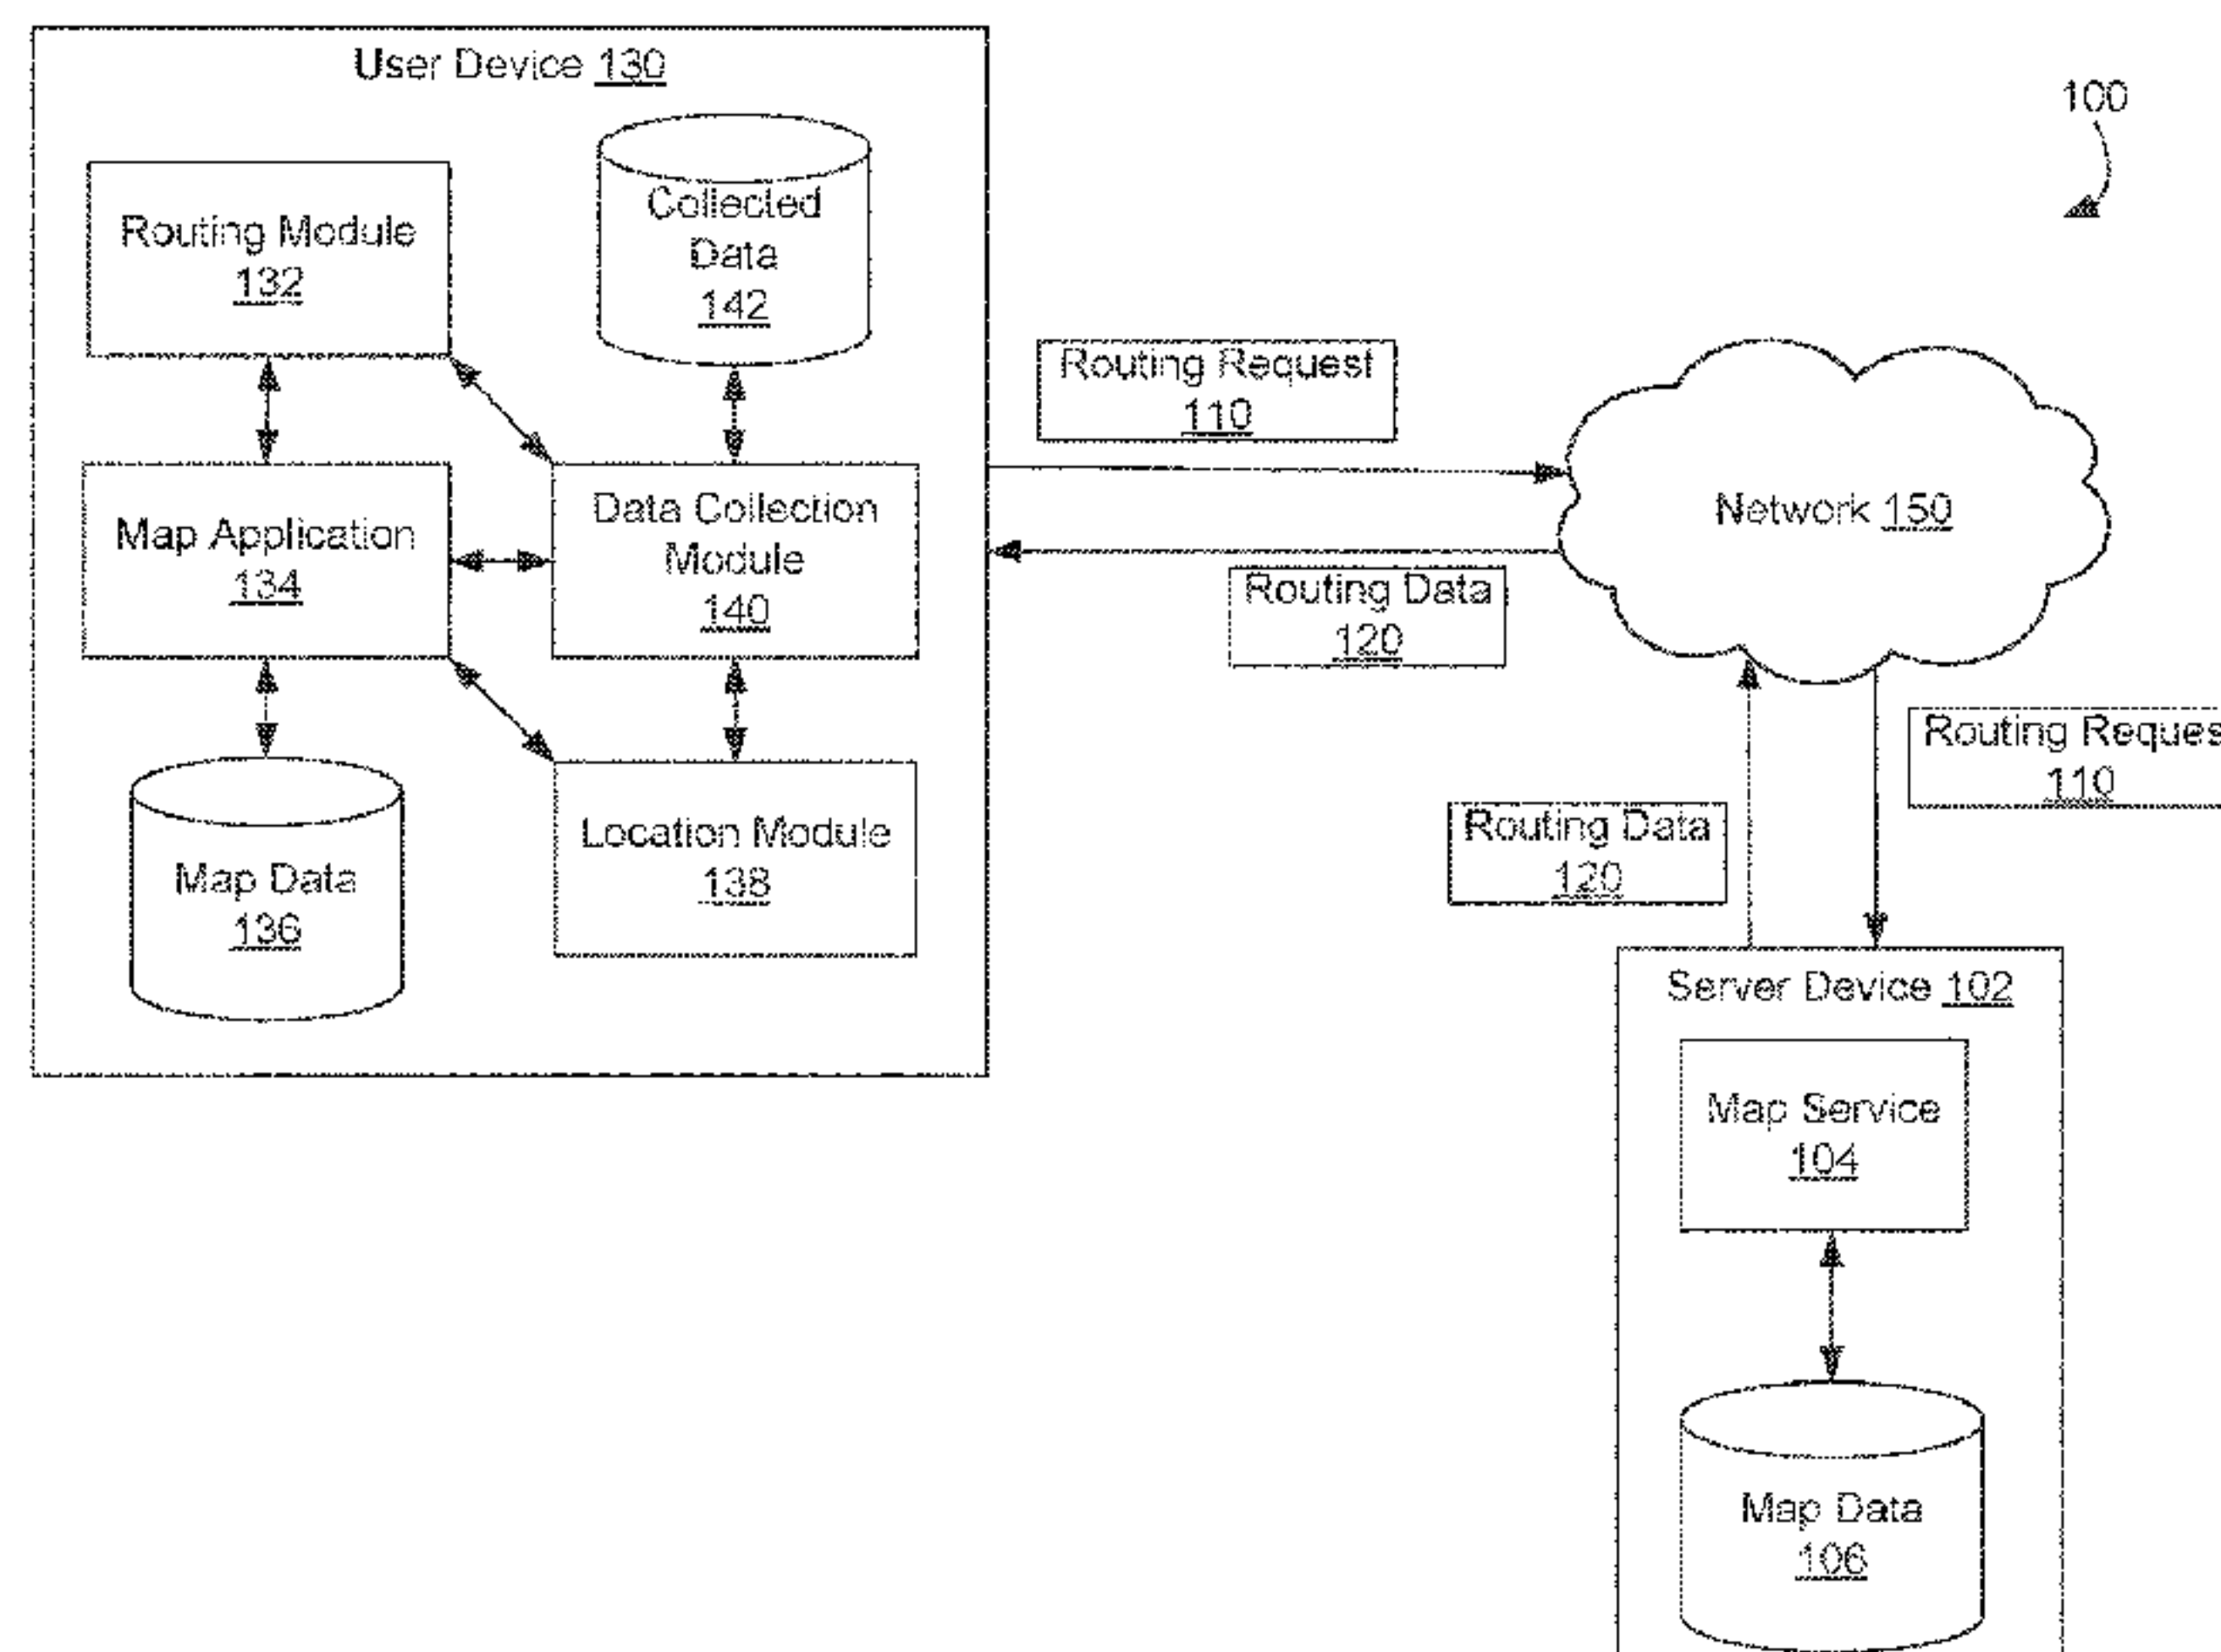 User Device 130
100
Routing Module
132
Collected
Data
142
Routing Request
110
Map Application
134
Data Collection
Module
140
Network 150
Routing Data
120
Routing Reques
110
Routing Data
120
Map Data
136
Location Module
138
Server Device 102
Map Service
104
Map Data
106